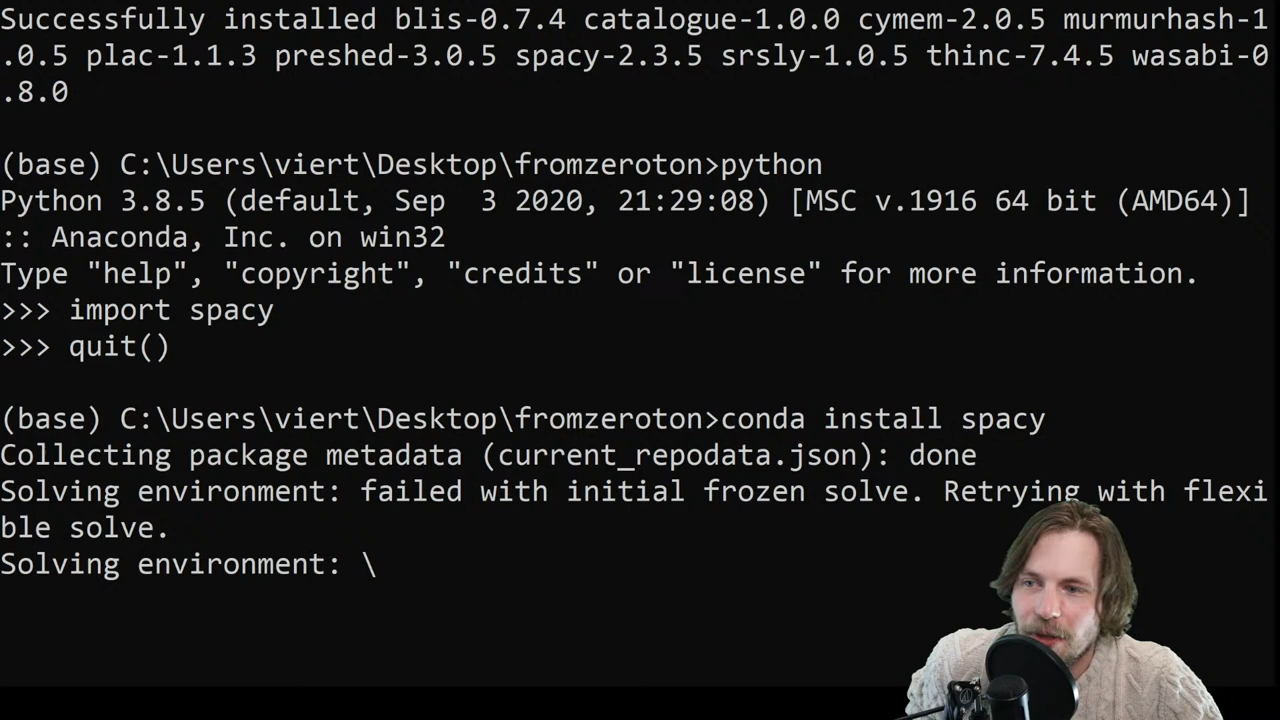 Successfully installed blis-0.7.4 catalogue-1.0.0 cymem-2.0.5 murmurhash-1
.0.5 plac-1.1.3 preshed-3.0.5 spacy-2.3.5 srsly-1.0.5 thinc-7.4.5 wasabi-0
.8.0
(base) C:\Users\viert\Desktop\fromzeroton>python
Python 3.8.5 (default, Sep  3 2020, 21:29:08) [MSC v.1916 64 bit (AMD64)]
:: Anaconda, Inc. on win32
Type "help", "copyright", "credits" or "license" for more information.
>>> import spacy
>>> quit()
(base) C:\Users\viert\Desktop\fromzeroton>conda install spacy
Collecting package metadata (current_repodata.json): done
Solving environment: failed with initial frozen solve. Retrying with flexi
ble solve.
Solving environment: \